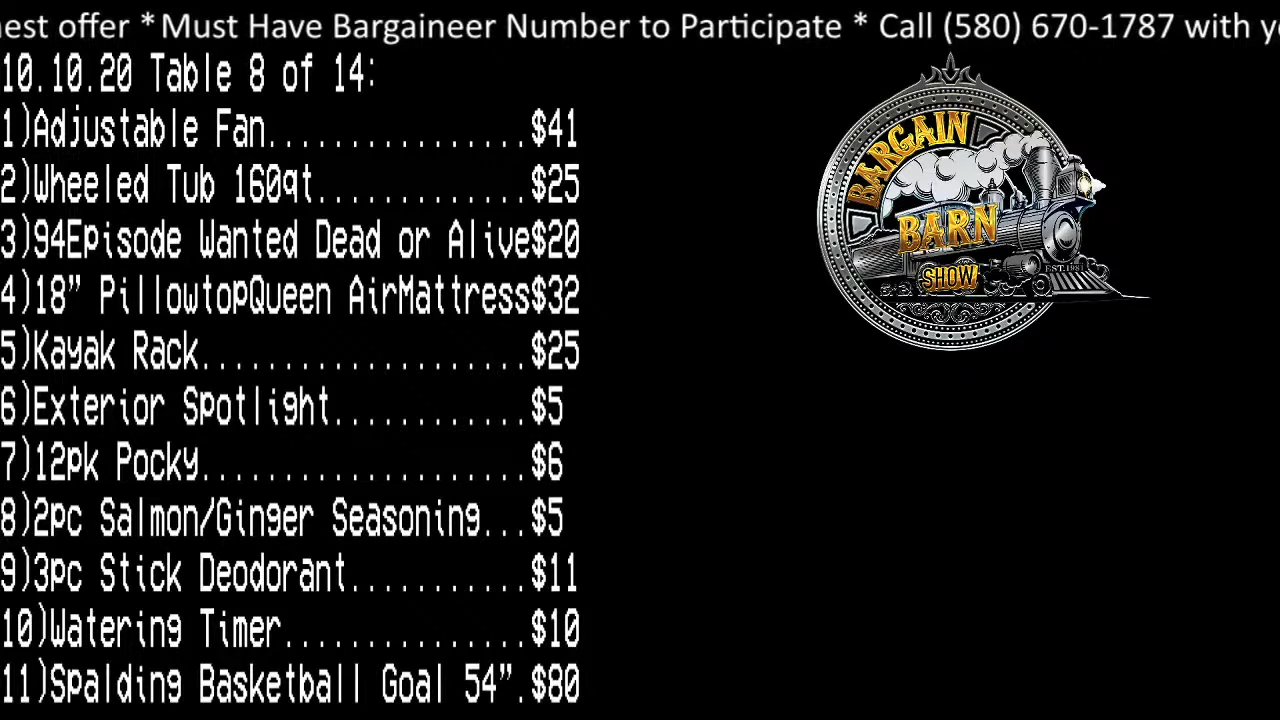 est offer * Must Have Bargaineer Number to Participate * Call (580) 670-1787 with
10.10.20 Table 8 of 14:
1)Adjustable Fan................$41
2)Wheeled Tub 160qt.............$25
3)94Episode Wanted Dead or Alive$20
4)18” PillowtopQueen AirMattress$32
5)Kayak Rack....................$25
6)Exterior Spotlight............$5
7)12pk Pocky....................$6
8)2pc Salmon/Ginger Seasoning...$5
9)3pc Stick Deodorant...........$11
10)Watering Timer...............$10
11)Spalding Basketball Goal 54”.$80
BARGAIN
BARN
SHOW
EST.1981